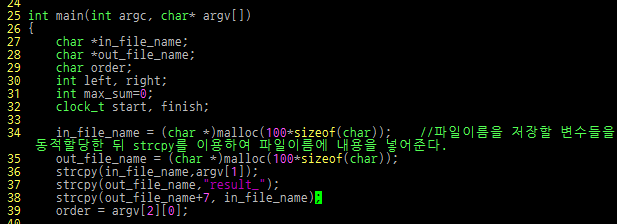 24
25 int main(int argc, char* argv[])
26 {
27     char *in_file_name;
28     char *out_file_name;
29     char order;
30     int left, right;
31     int max_sum=0;
32     clock_t start, finish;
33
34     in_file_name = (char *)malloc(100*sizeof(char));    //파일이름을 저장할 변수들을
동적할당한 뒤 strcpy를 이용하여 파일이름에 내용을 넣어준다.
35     out_file_name = (char *)malloc(100*sizeof(char));
36     strcpy(in_file_name,argv[1]);
37     strcpy(out_file_name,"result_");
38     strcpy(out_file_name+7, in_file_name);
39     order = argv[2][0];